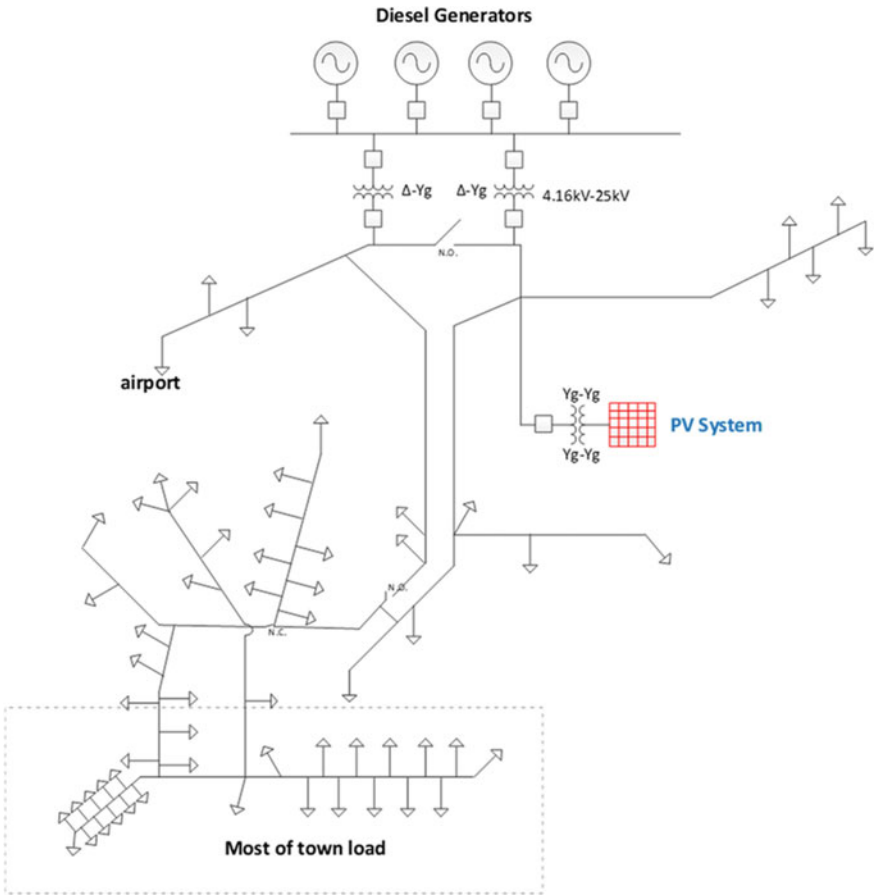 Diesel Generators
Δ-Yg
Δ-Yg
4.16kV-25kV
N.O.
airport
Yg-Yg
PV System
Yg-Yg
N.O.
N.C.
Most of town load